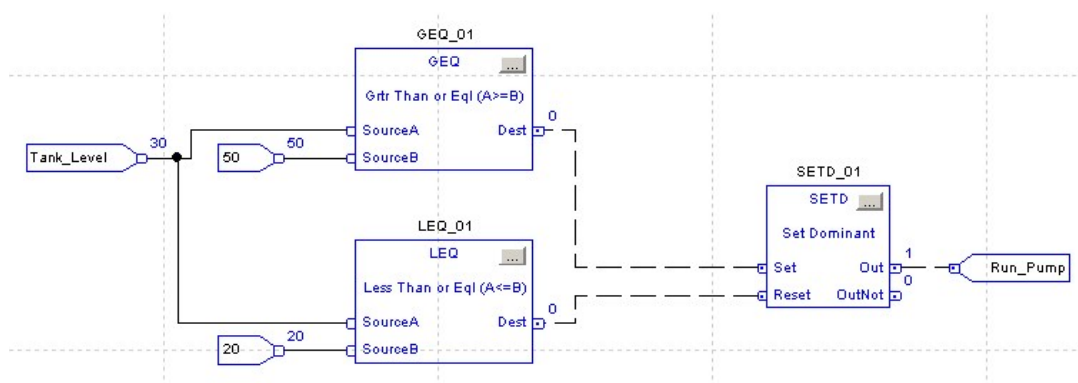 GEQ_01
GEQ
...
Grtr Than or Eql (A>=B)
0
30
50
Tank_Level
50
SourceA
Dest
SourceB
SETD_01
SETD
...
Set Dominant
LEQ_01
LEQ
...
Less Than or Eql (A<=B)
1
Set
Out
Run_Pump
0
Reset
OutNot
0
20
20
SourceA
Dest
SourceB